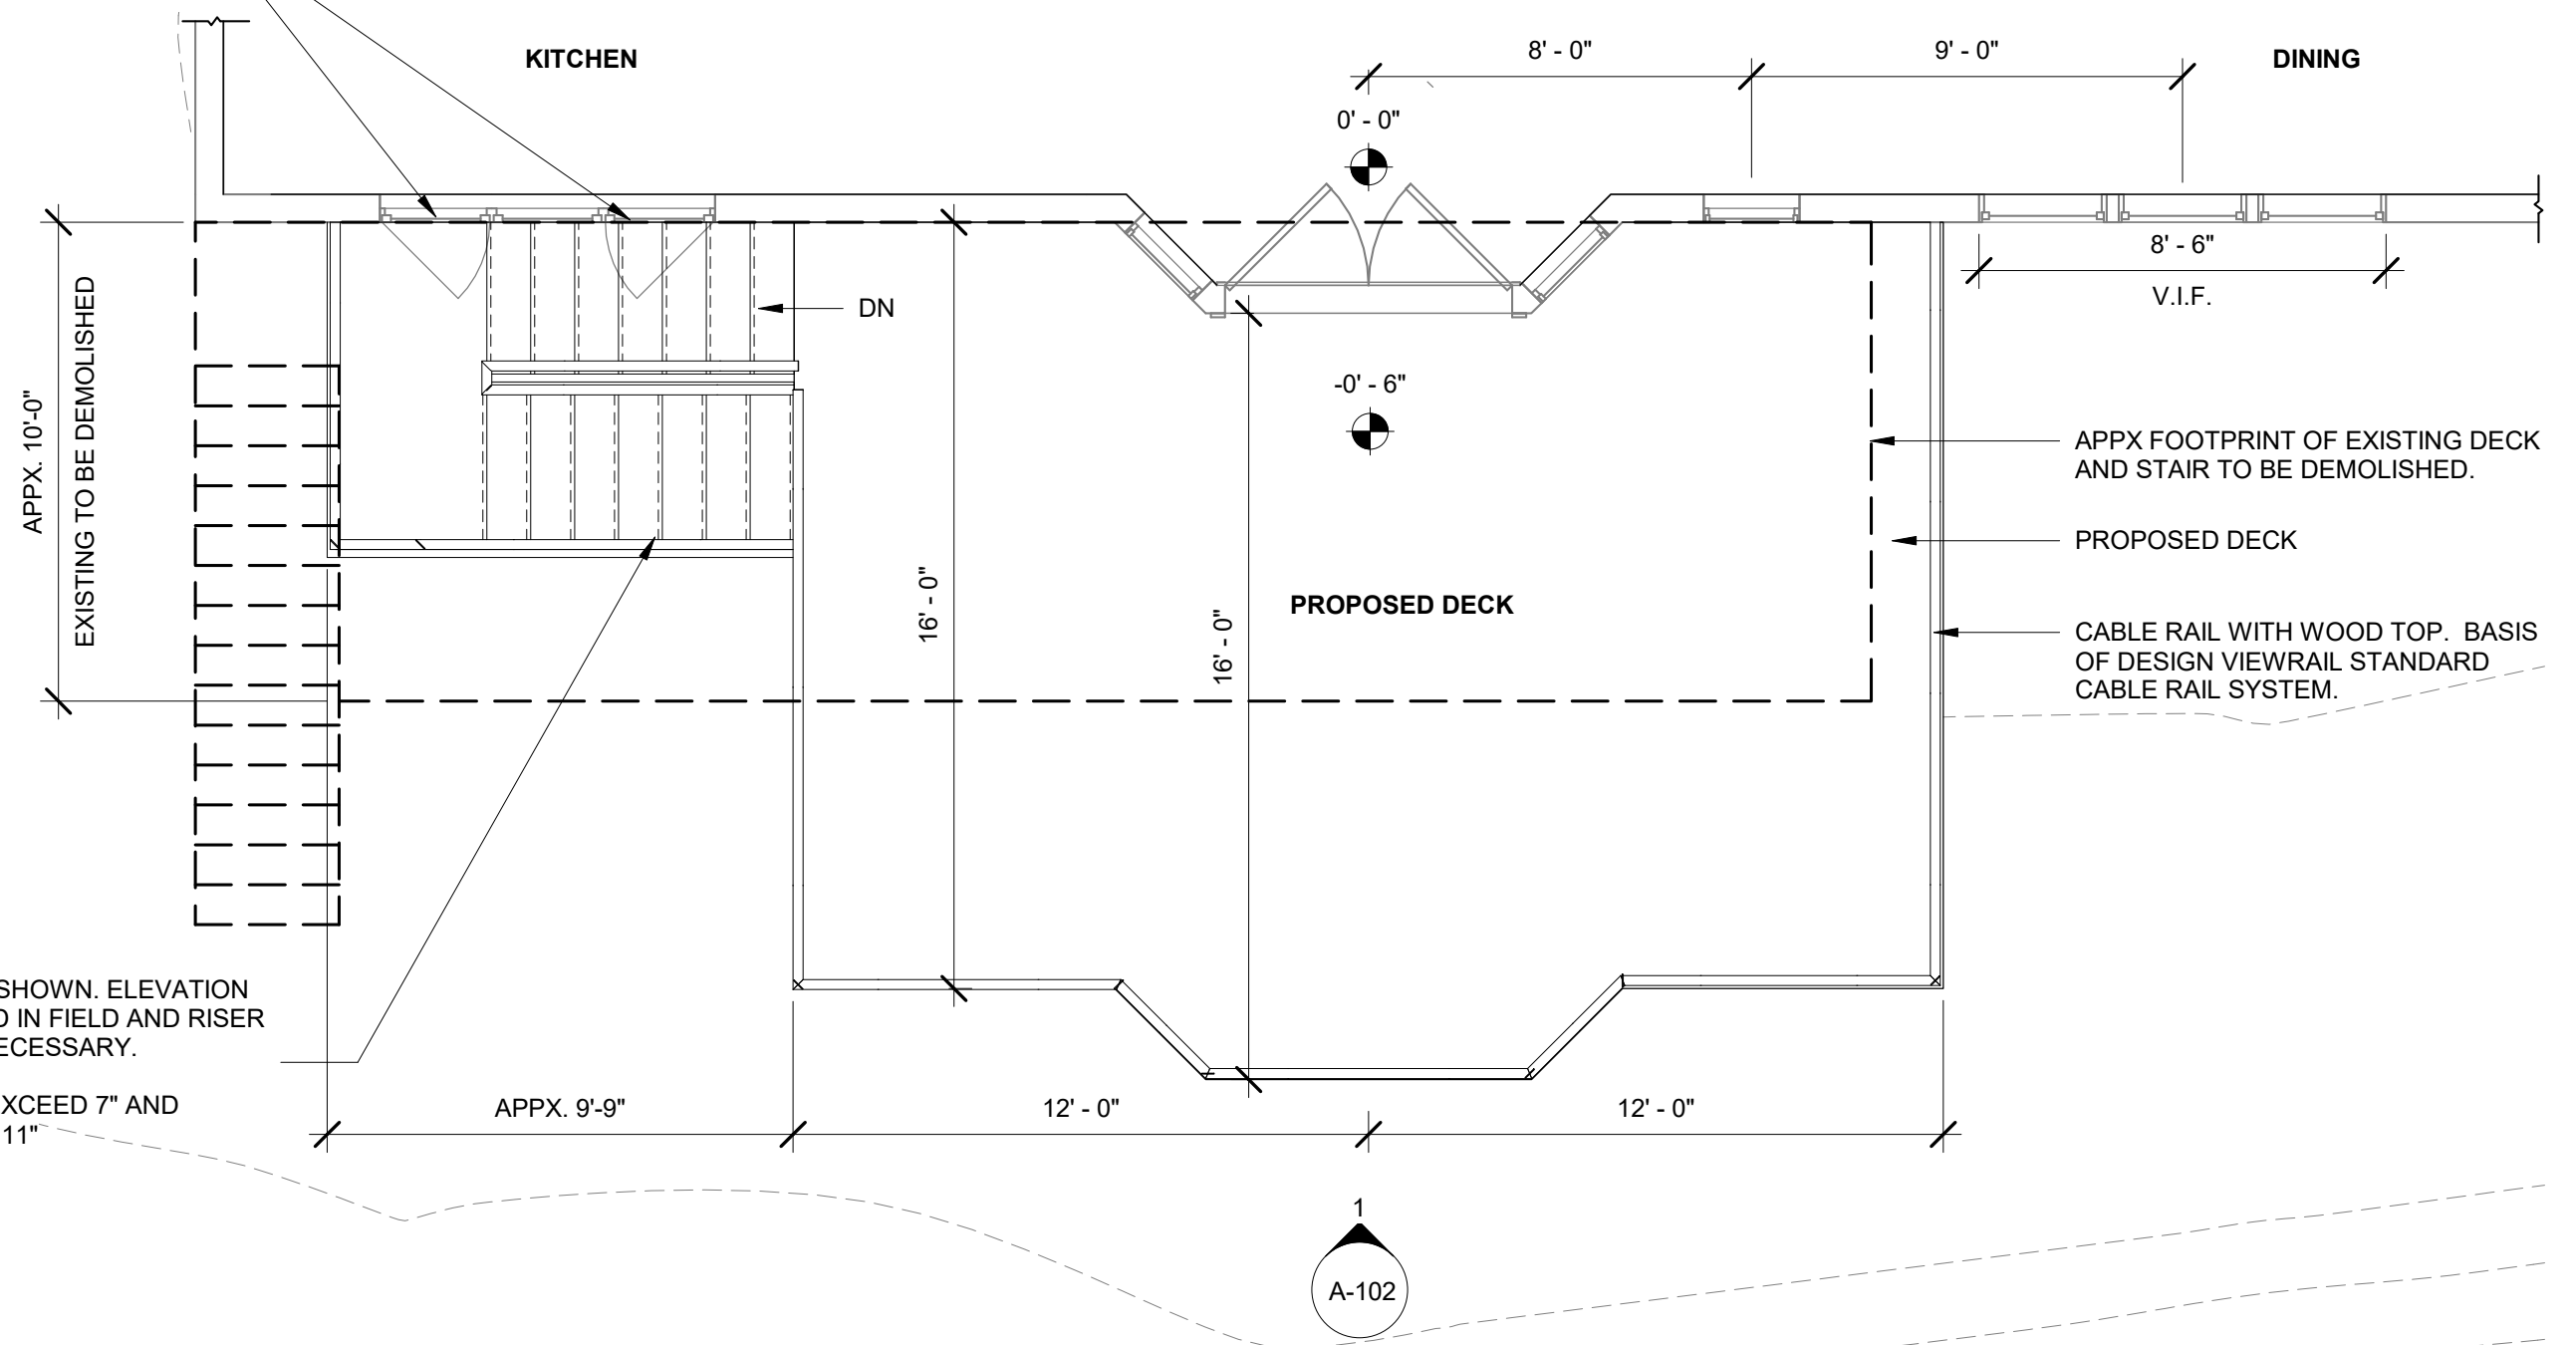 KITCHEN
8' - 0"
9' - 0"
DINING
0' - 0"
8' - 6"
V.I.F.
DN
APPX. 10'-0"
EXISTING TO BE DEMOLISHED
-0' - 6"
APPX FOOTPRINT OF EXISTING DECK
AND STAIR TO BE DEMOLISHED.
PROPOSED DECK
16' - 0"
16' - 0"
PROPOSED DECK
CABLE RAIL WITH WOOD TOP. BASIS
OF DESIGN VIEWRAIL STANDARD
CABLE RAIL SYSTEM.
SHOWN. ELEVATION
IN FIELD AND RISER
ECESSARY.
XCEED 7" AND
11"
APPX. 9'-9"
12' - 0"
12' - 0"
1
A-102